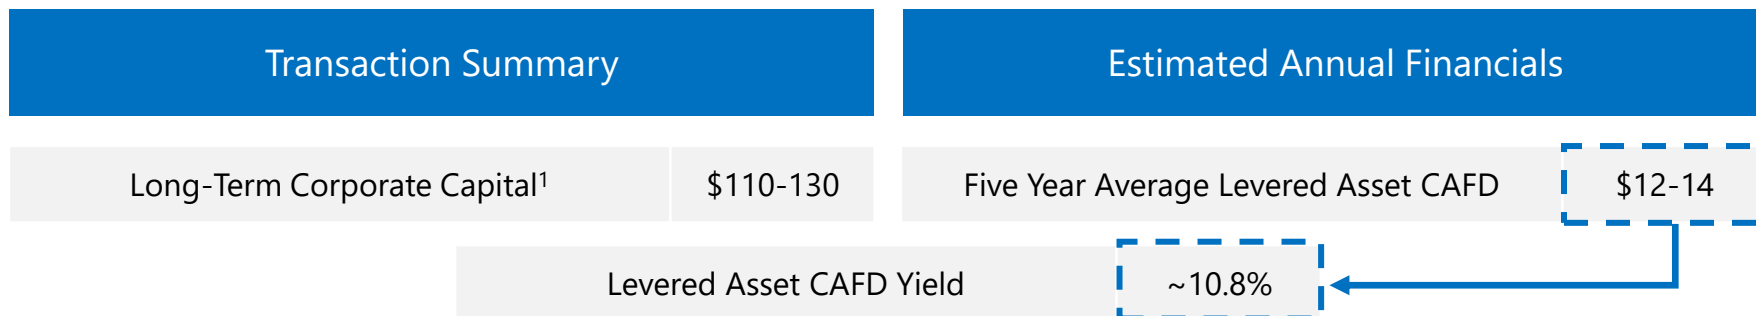 Transaction Summary
Estimated Annual Financials
Long-Term Corporate Capital¹
$110-130
Five Year Average Levered Asset CAFD
$12-14
Levered Asset CAFD Yield
~10.8%